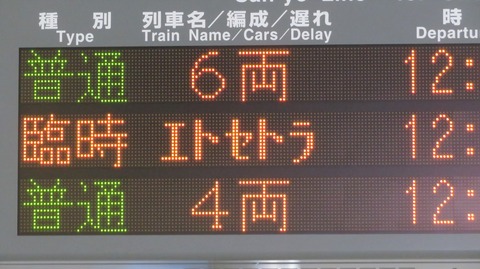 種別 列車名／編成／遅れ 時
Type Train Name/Cars/Delay Departu
普通 6両 12:
臨時 エトセトラ 12:
普通 4両 12: